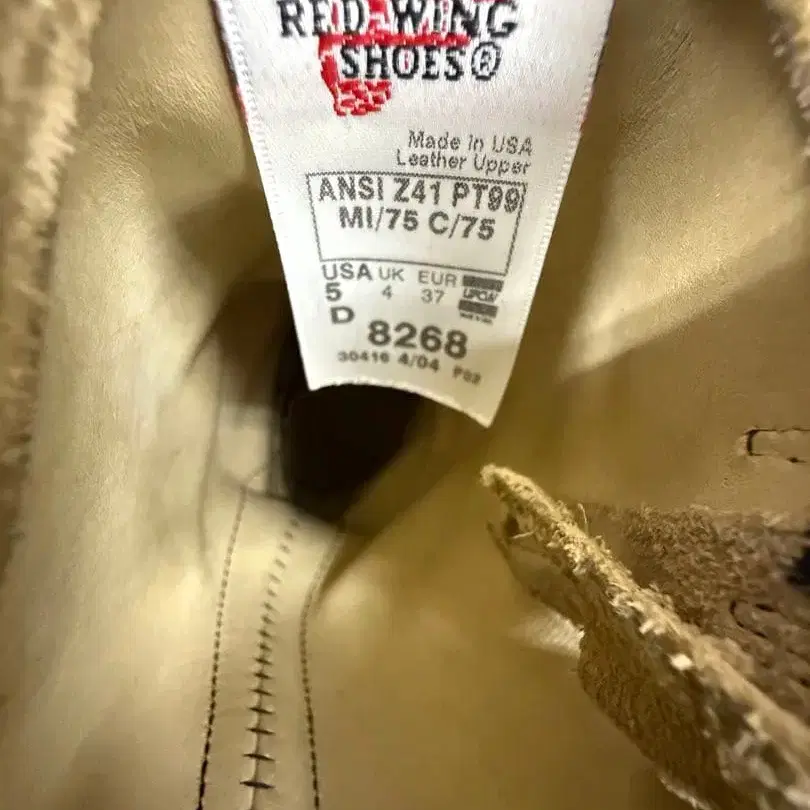 RED WING
SHOES®
Made in USA
Leather Upper
ANSI Z41 PT99
MI/75 C/75
USA UK EUR
5 4 37
D
8268
30416 4/04 P02